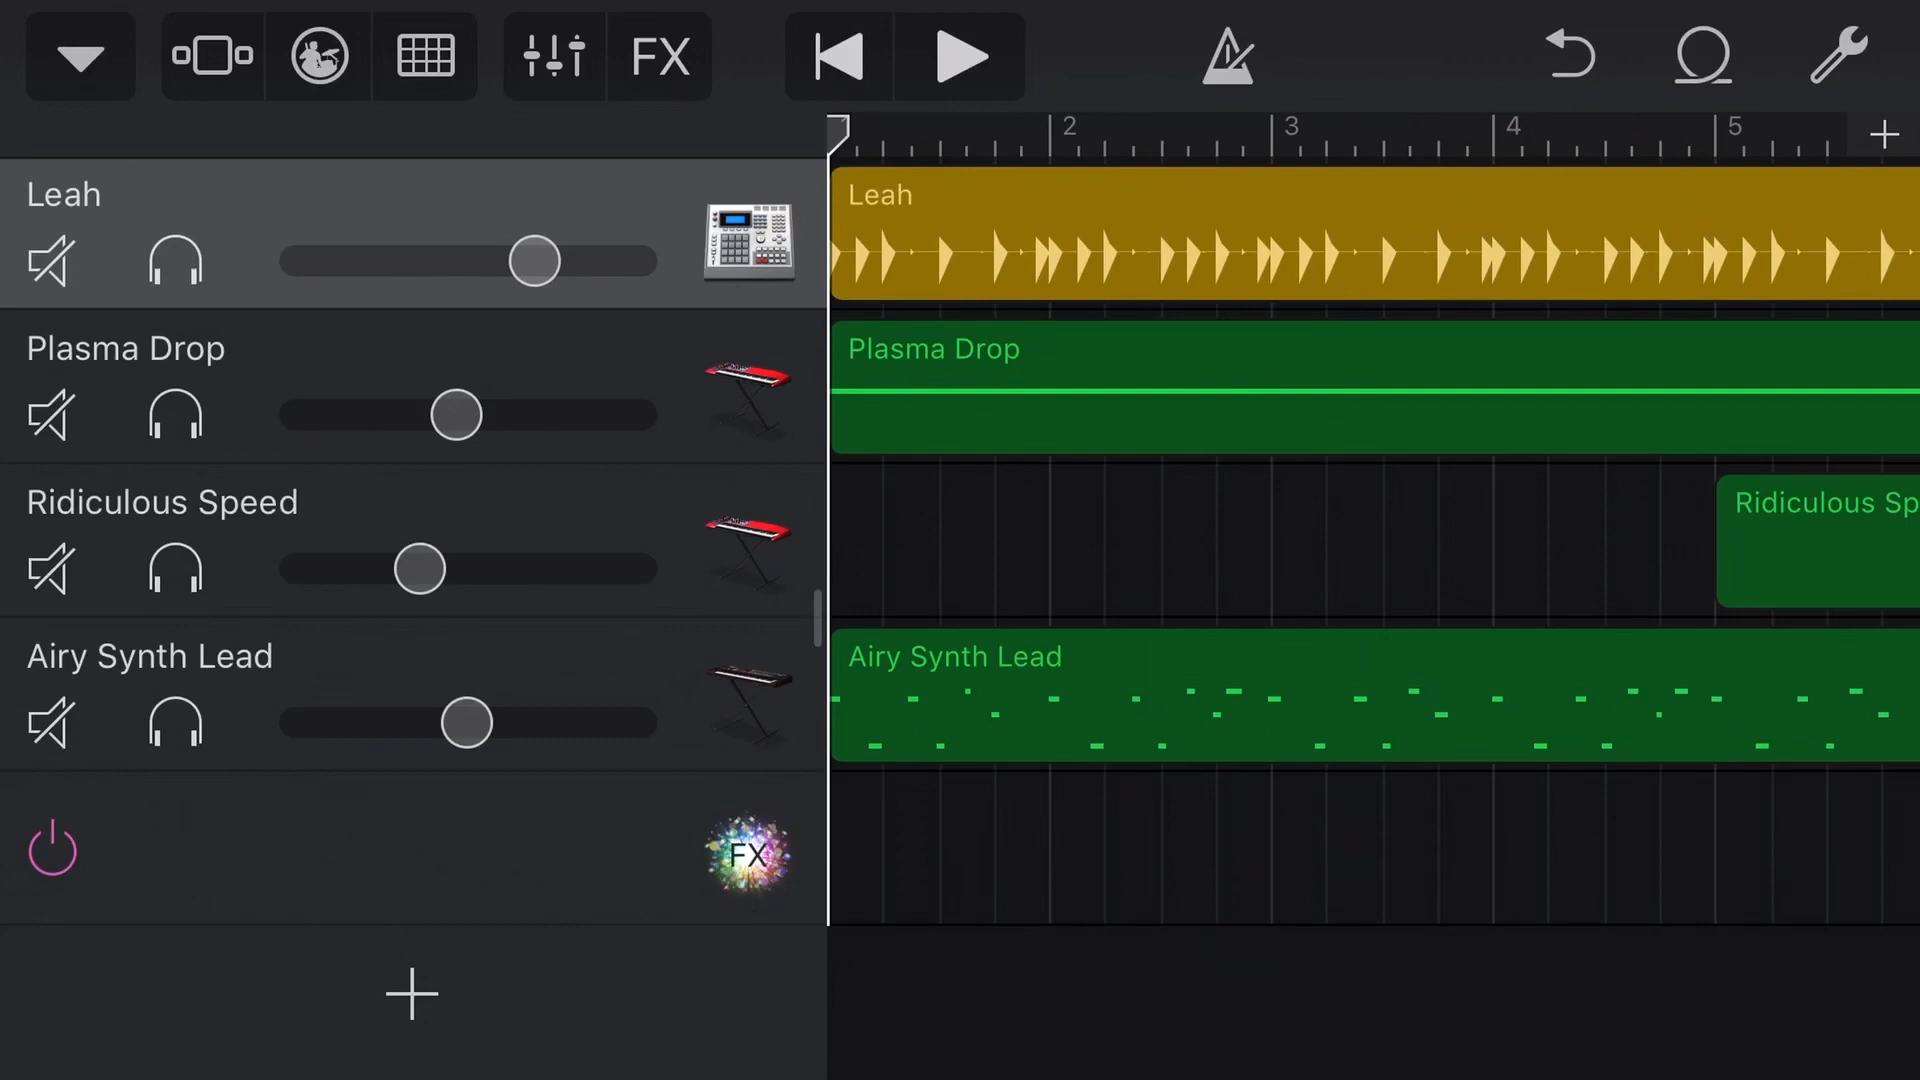 FX
2 3 4 5
Leah
Leah
Plasma Drop
Plasma Drop
Ridiculous Speed
Ridiculous Sp
Airy Synth Lead
Airy Synth Lead
FX